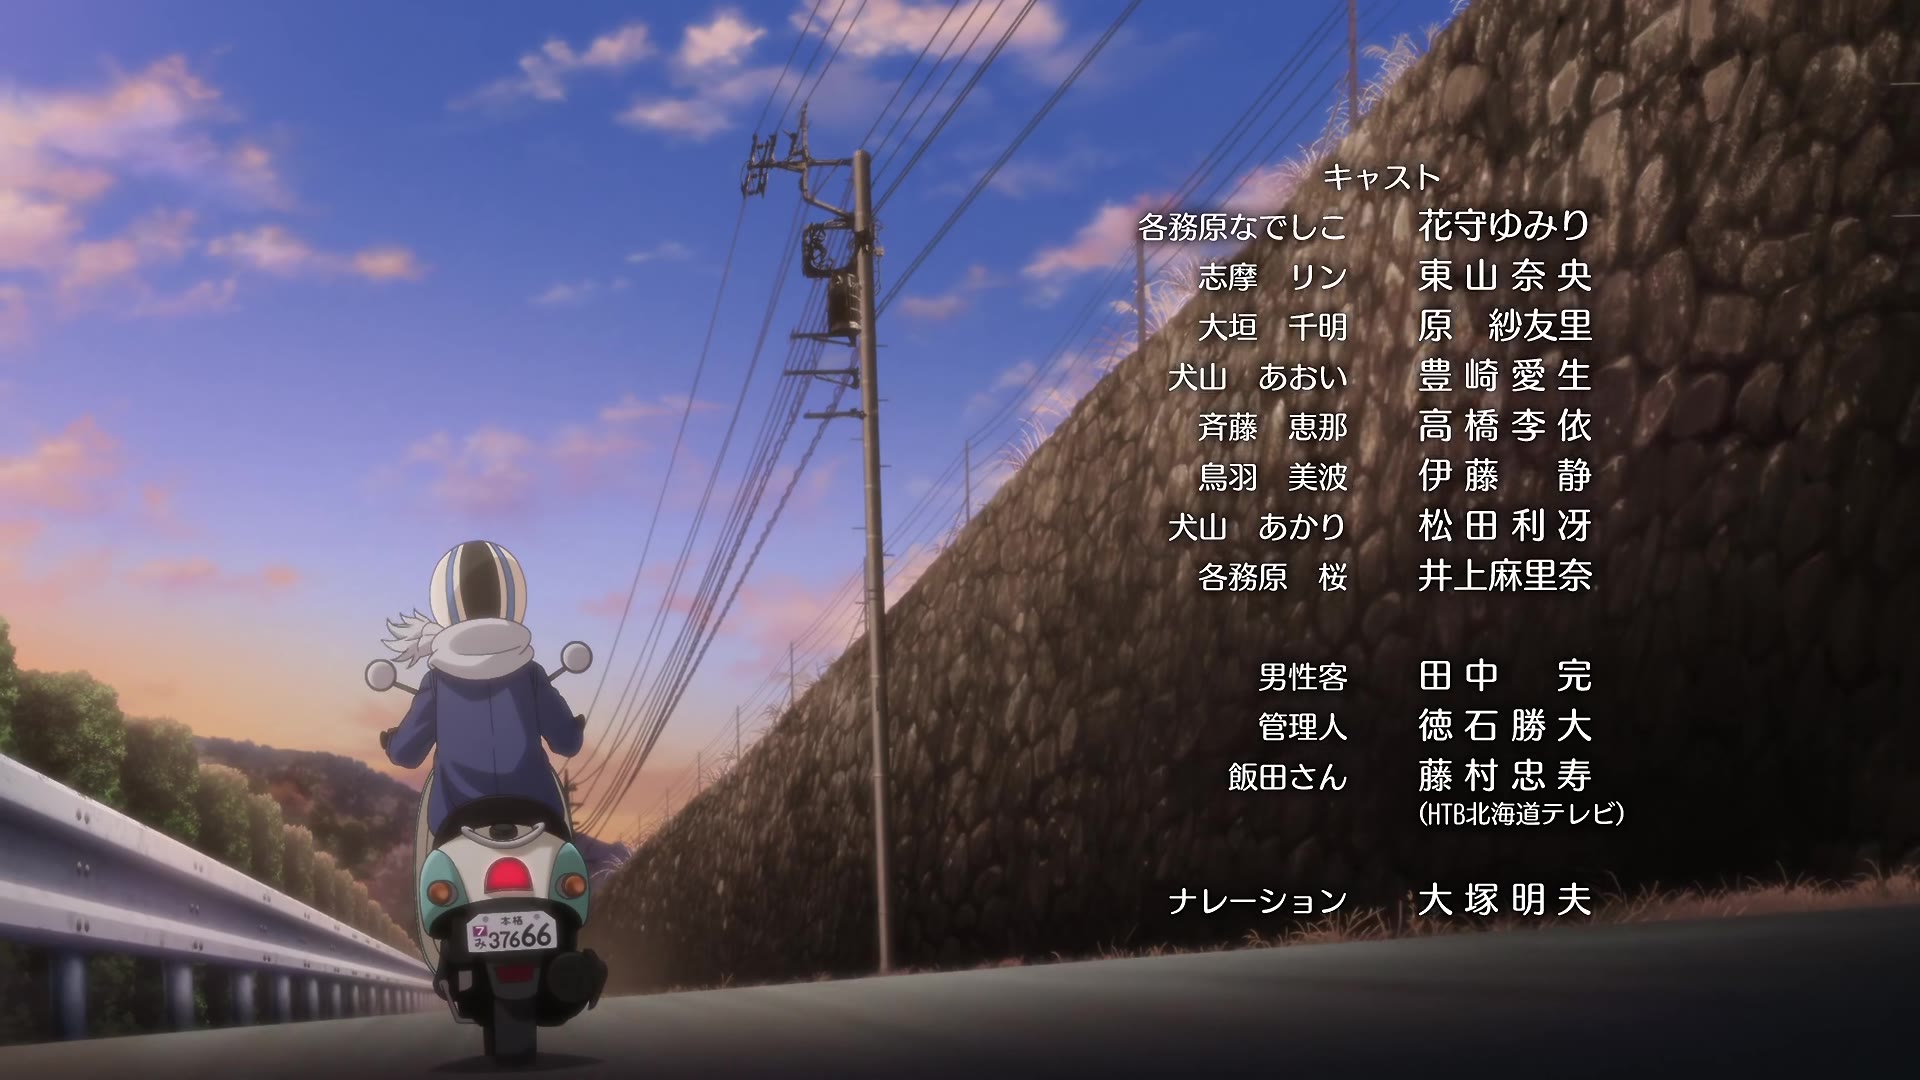 キャスト
各務原なでしこ 花守ゆみり
志摩 リン 東山奈央
大垣 千明 原 紗友里
犬山 あおい 豊崎愛生
斉藤 恵那 高橋李依
鳥羽 美波 伊藤 静
犬山 あかり 松田利冴
各務原 桜 井上麻里奈
男性客 田中 完
管理人 徳石勝大
飯田さん 藤村忠寿
(HTB北海道テレビ)
ナレーション 大塚明夫
本栖
7
み 37666